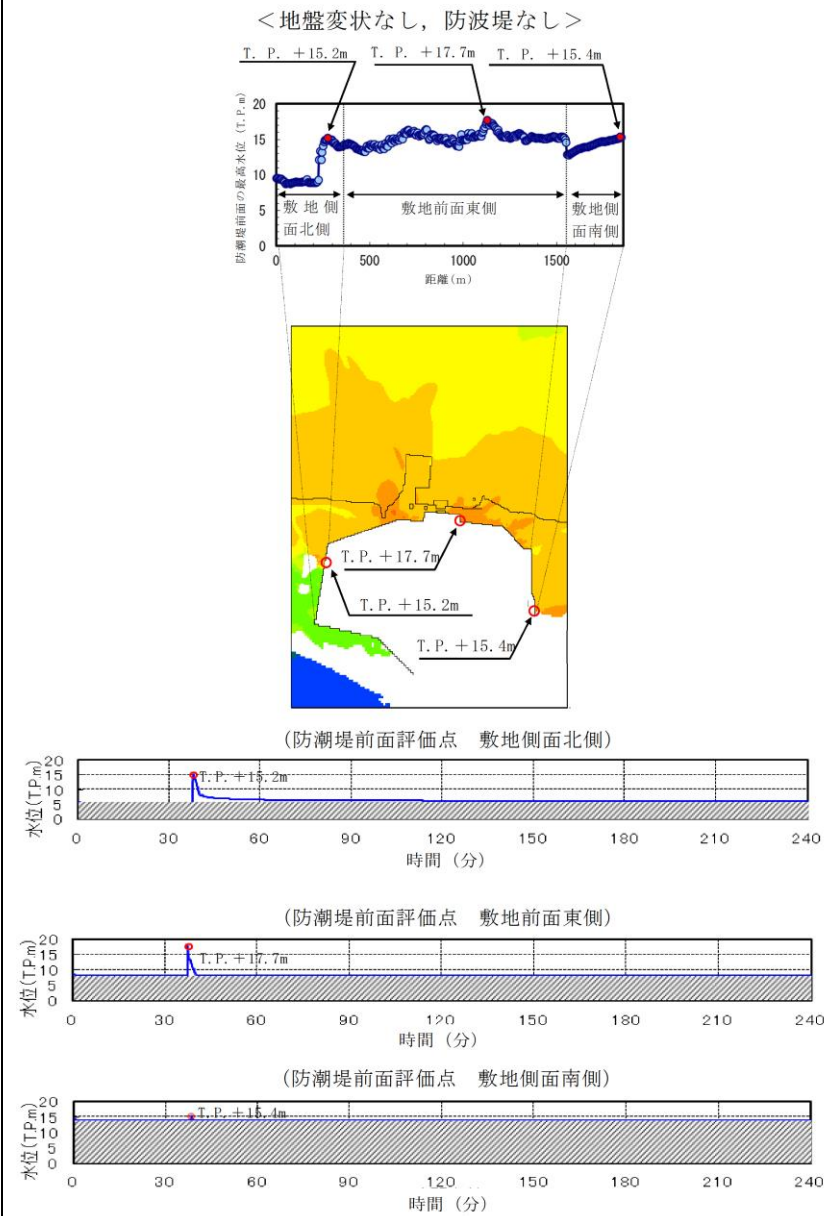 ＜地盤変状なし，防波堤なし＞
T. P. +15.2m T. P. +17.7m T. P. +15.4m
防潮堤前面の最高水位 (T.P.m)
20
15
10
5
0
敷地側
面北側
敷地前面東側
敷地側
面南側
0 500 1000 1500
距離(m)
T.P. +17.7m
T.P. +15.2m
T.P. +15.4m
(防潮堤前面評価点　敷地側面北側)
水位(T.P.m)
20
15
10
5
0
T.P. +15.2m
0 30 60 90 120 150 180 210 240
時間 (分)
(防潮堤前面評価点　敷地前面東側)
水位(T.P.m)
20
15
10
5
0
T.P. +17.7m
0 30 60 90 120 150 180 210 240
時間 (分)
(防潮堤前面評価点　敷地側面南側)
水位(T.P.m)
20
15
10
5
0
T.P. +15.4m
0 30 60 90 120 150 180 210 240
時間 (分)